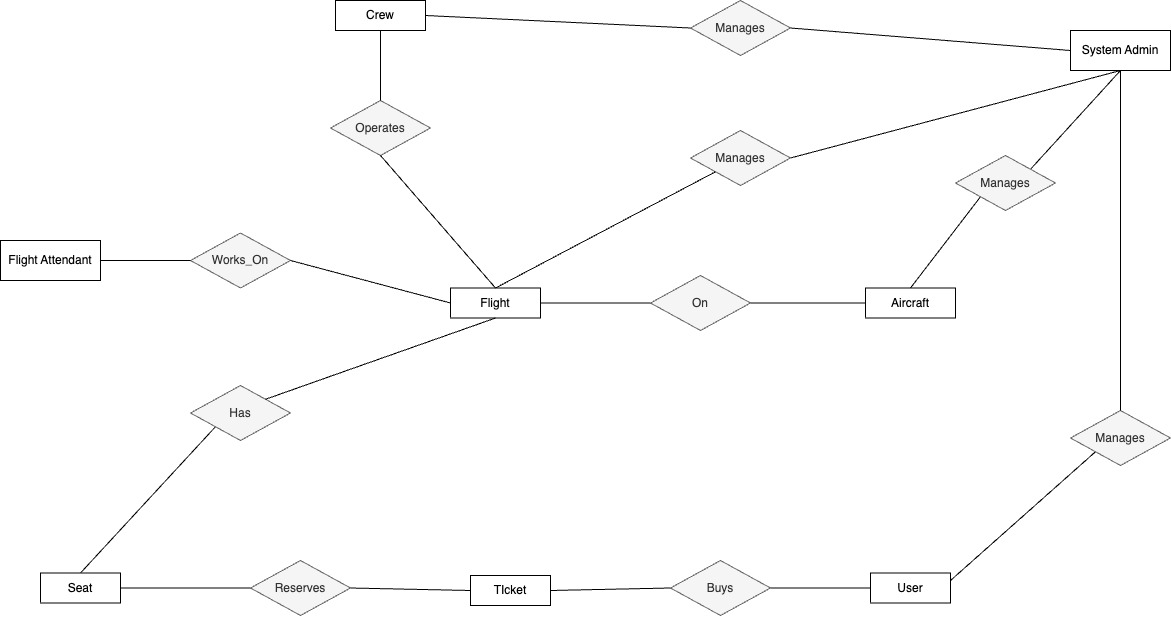 Crew
Manages
System Admin
Operates
Manages
Manages
Flight Attendant
Works_On
Flight
On
Aircraft
Has
Manages
Seat
Reserves
TIcket
Buys
User